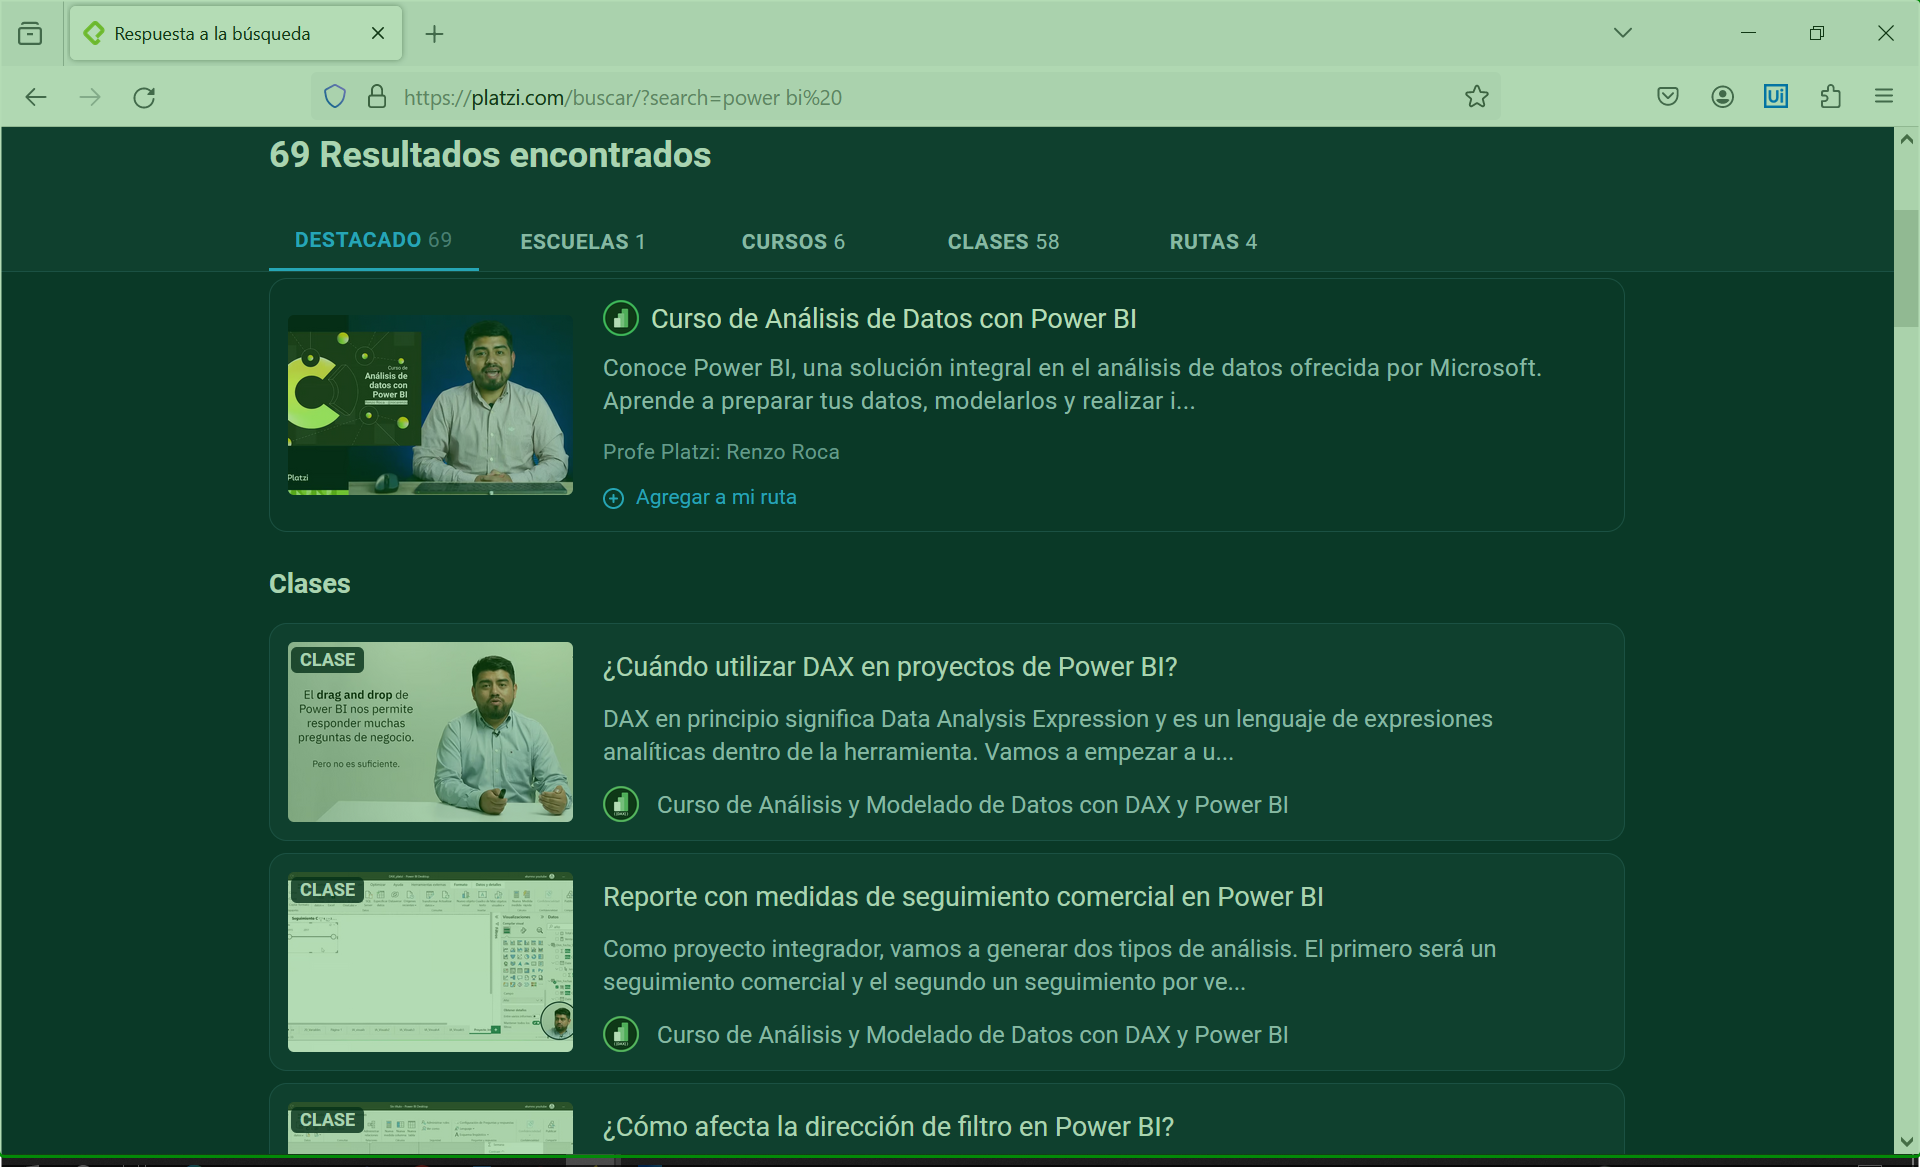 Respuesta a la búsqueda
https://platzi.com/buscar/?search=power bi%20
69 Resultados encontrados
DESTACADO 69
ESCUELAS 1
CURSOS 6
CLASES 58
RUTAS 4
Curso de
Análisis de
datos con
Power BI
Platzi
Curso de Análisis de Datos con Power BI
Conoce Power BI, una solución integral en el análisis de datos ofrecida por Microsoft.
Aprende a preparar tus datos, modelarlos y realizar i...
Profe Platzi: Renzo Roca
Agregar a mi ruta
Clases
CLASE
El drag and drop de
Power BI nos permite
responder muchas
preguntas de negocio.
Pero no es suficiente.
¿Cuándo utilizar DAX en proyectos de Power BI?
DAX en principio significa Data Analysis Expression y es un lenguaje de expresiones
analíticas dentro de la herramienta. Vamos a empezar a u...
Curso de Análisis y Modelado de Datos con DAX y Power BI
CLASE
Reporte con medidas de seguimiento comercial en Power BI
Como proyecto integrador, vamos a generar dos tipos de análisis. El primero será un
seguimiento comercial y el segundo un seguimiento por ve...
Curso de Análisis y Modelado de Datos con DAX y Power BI
CLASE
¿Cómo afecta la dirección de filtro en Power BI?